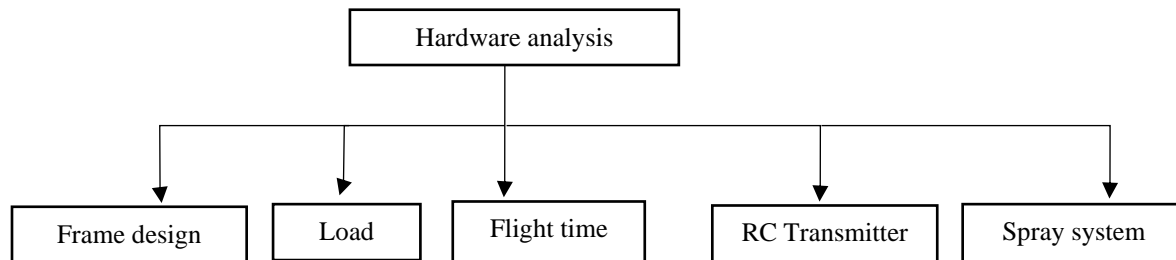 Hardware analysis
Frame design
Load
Flight time
RC Transmitter
Spray system